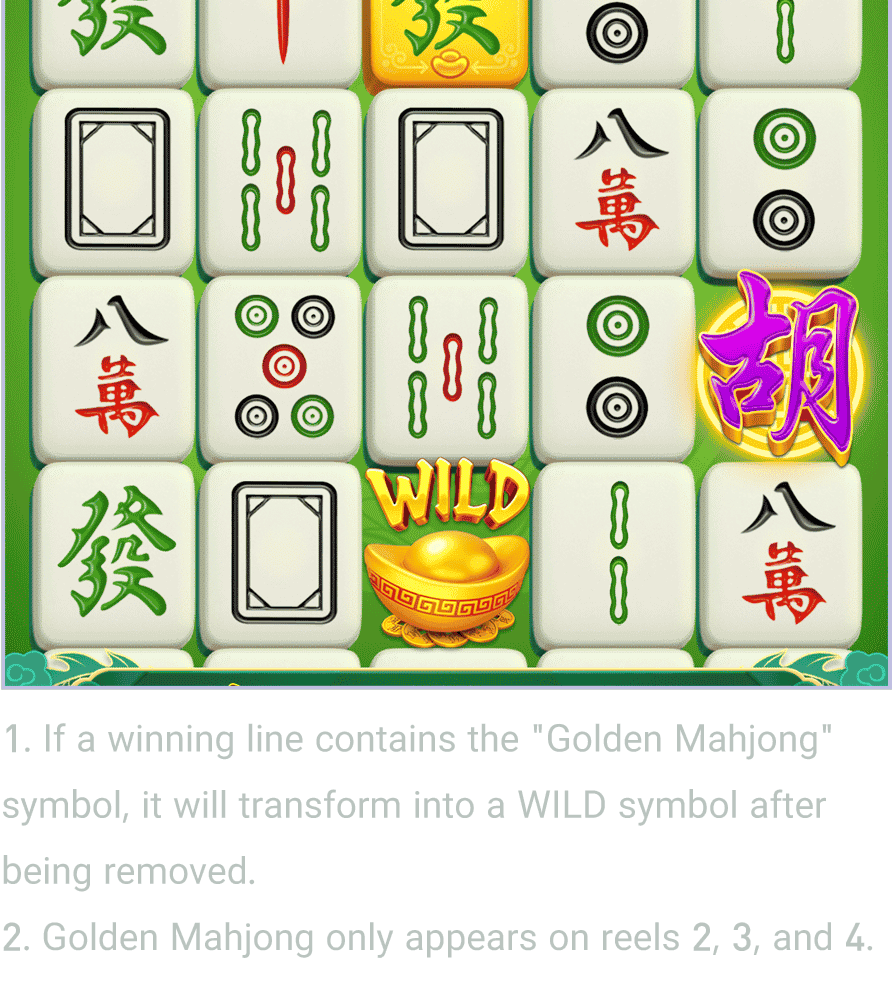 發 發
八萬
八萬 胡
發 WILD 八萬
1. If a winning line contains the "Golden Mahjong"
symbol, it will transform into a WILD symbol after
being removed.
2. Golden Mahjong only appears on reels 2, 3, and 4.